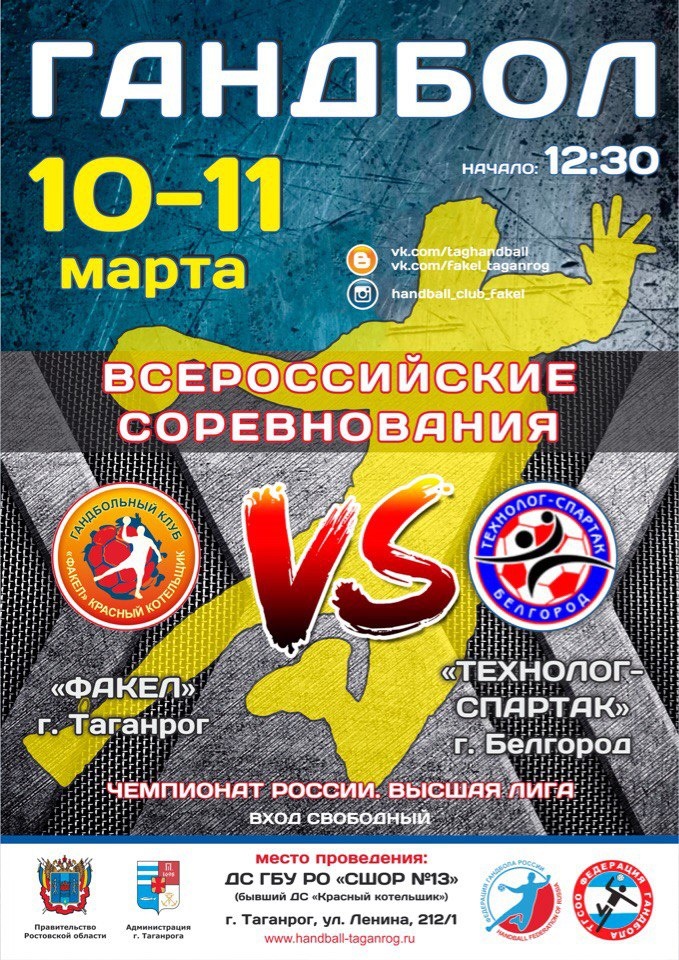 ГАНДБОЛ
10-11
марта
НАЧАЛО: 12:30
vk.com/taghandball
vk.com/fakel_taganrog
handball_club_fakel
ВСЕРОССИЙСКИЕ
СОРЕВНОВАНИЯ
ГАНДБОЛЬНЫЙ КЛУБ
«ФАКЕЛ» КРАСНЫЙ КОТЕЛЬЩИК
VS
ТЕХНОЛОГ-СПАРТАК
БЕЛГОРОД
«ФАКЕЛ»
г. Таганрог
«ТЕХНОЛОГ-
СПАРТАК»
г. Белгород
ЧЕМПИОНАТ РОССИИ. ВЫСШАЯ ЛИГА
ВХОД СВОБОДНЫЙ
Правительство
Ростовской области
1698
Администрация
г. Таганрога
место проведения:
ДС ГБУ РО «СШОР №13»
(бывший ДС «Красный котельщик»)
г. Таганрог, ул. Ленина, 212/1
www.handball-taganrog.ru
ФЕДЕРАЦИЯ ГАНДБОЛА РОССИИ
HANDBALL FEDERATION OF RUSSIA
ТГСОО ФЕДЕРАЦИЯ ГАНДБОЛА